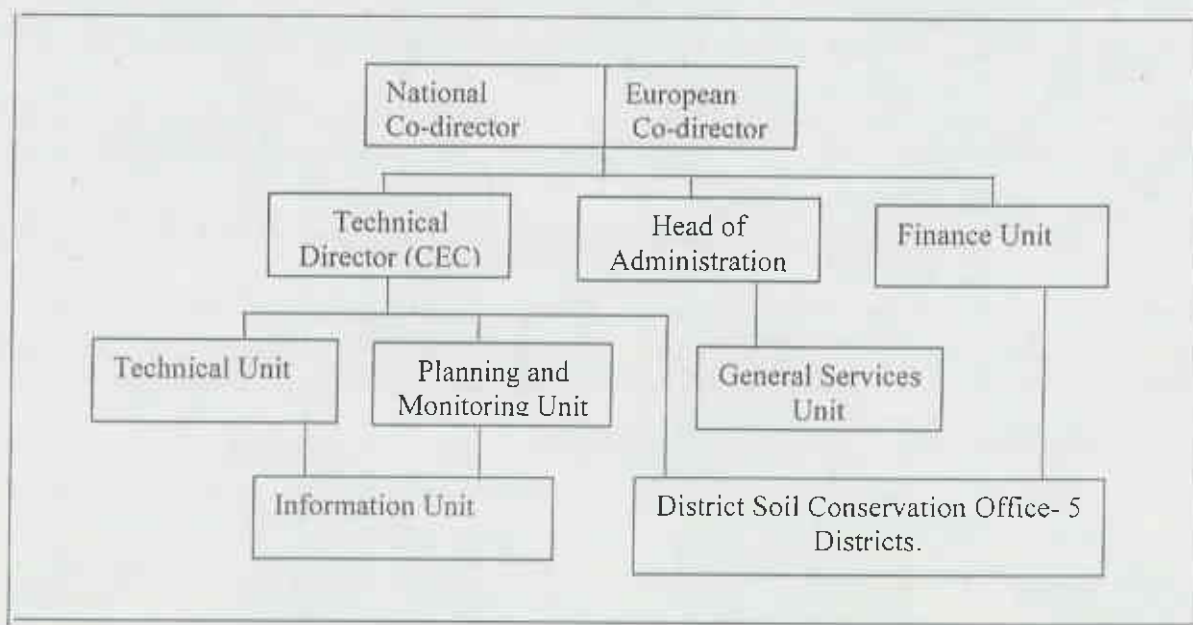 National
Co-director
European
Co-director
Technical
Director (CEC)
Head of
Administration
Finance Unit
Technical Unit
Planning and
Monitoring Unit
General Services
Unit
Information Unit
District Soil Conservation Office- 5
Districts.